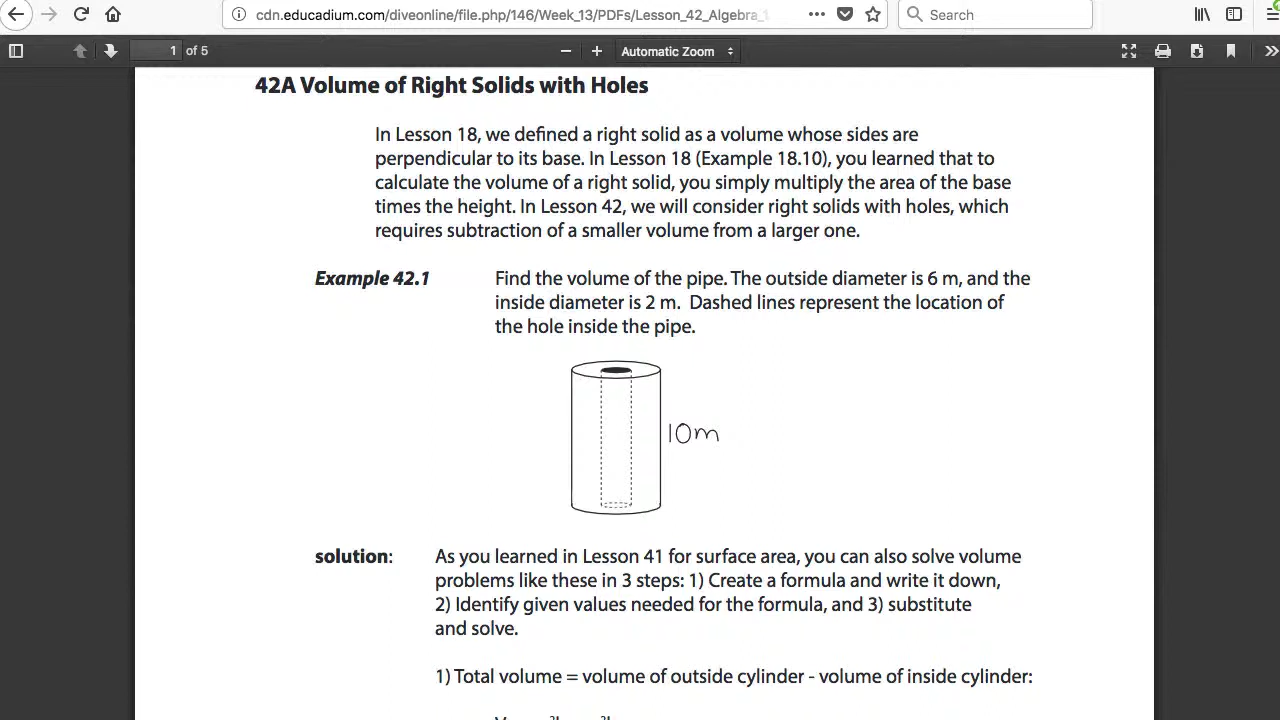 cdn.educadium.com/diveonline/file.php/146/Week_13/PDFs/Lesson_42_Algebra_1
Search
1 of 5
Automatic Zoom
42A Volume of Right Solids with Holes
In Lesson 18, we defined a right solid as a volume whose sides are
perpendicular to its base. In Lesson 18 (Example 18.10), you learned that to
calculate the volume of a right solid, you simply multiply the area of the base
times the height. In Lesson 42, we will consider right solids with holes, which
requires subtraction of a smaller volume from a larger one.
Example 42.1 Find the volume of the pipe. The outside diameter is 6 m, and the
inside diameter is 2 m. Dashed lines represent the location of
the hole inside the pipe.
10m
solution: As you learned in Lesson 41 for surface area, you can also solve volume
problems like these in 3 steps: 1) Create a formula and write it down,
2) Identify given values needed for the formula, and 3) substitute
and solve.
1) Total volume = volume of outside cylinder - volume of inside cylinder: